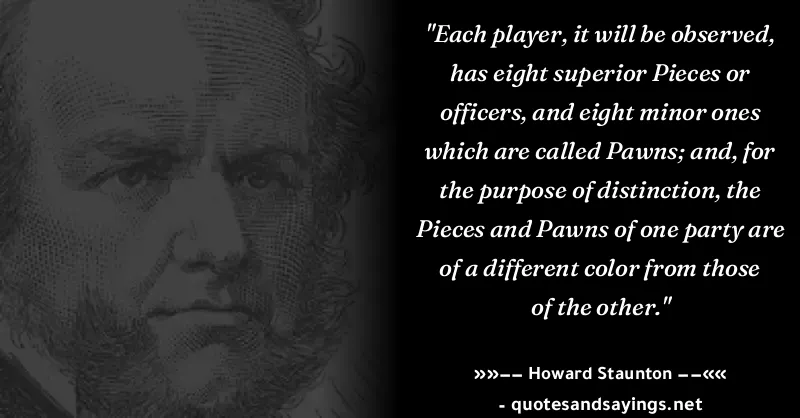 "Each player, it will be observed,
has eight superior Pieces or
officers, and eight minor ones
which are called Pawns; and, for
the purpose of distinction, the
Pieces and Pawns of one party are
of a different color from those
of the other."
»»–– Howard Staunton ––««
- quotesandsayings.net